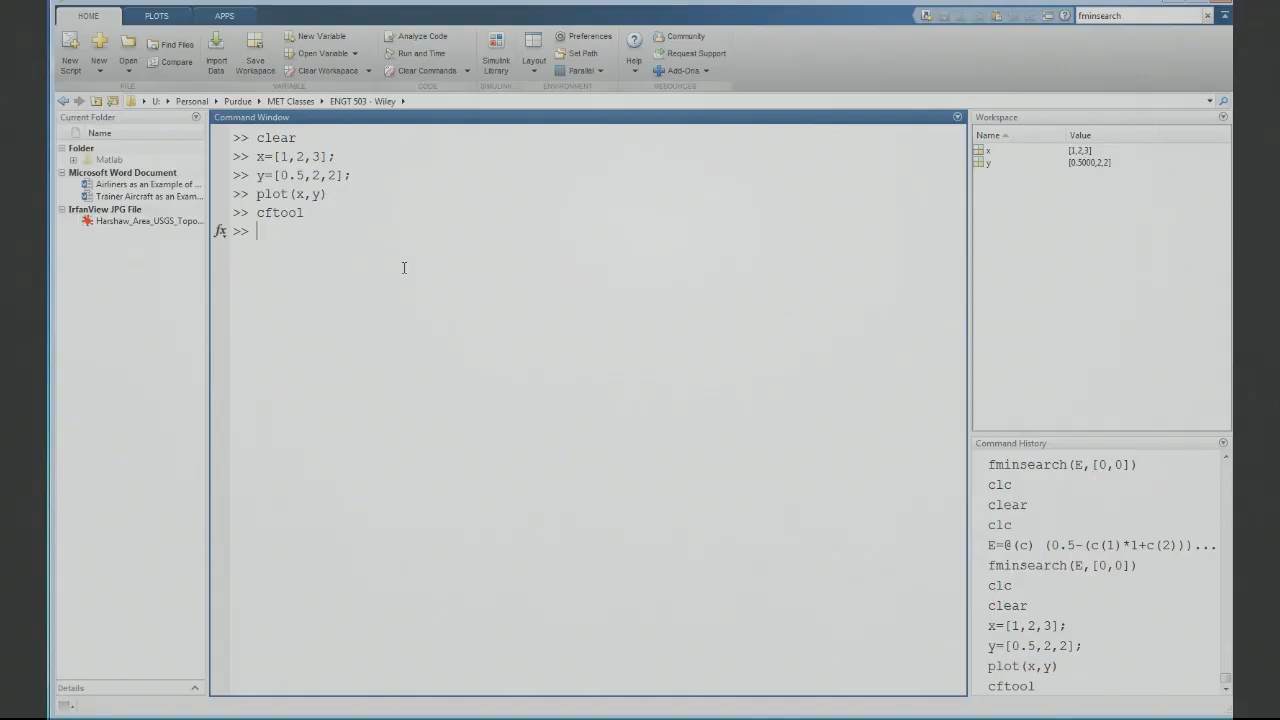 HOME PLOTS APPS
fminsearch
New Script
New
Open
Find Files
Compare
Import Data
Save Workspace
New Variable
Open Variable
Clear Workspace
Analyze Code
Run and Time
Clear Commands
Simulink Library
Layout
Preferences
Set Path
Parallel
Help
Community
Request Support
Add-Ons
FILE VARIABLE CODE SIMULINK ENVIRONMENT RESOURCES
U: Personal Purdue MET Classes ENGT 503 - Wiley
Current Folder
Name
Folder
Matlab
Microsoft Word Document
Airliners as an Example of ...
Trainer Aircraft as an Exam...
IrfanView JPG File
Harshaw_Area_USGS_Topo...
Details
Command Window
>> clear
>> x=[1,2,3];
>> y=[0.5,2,2];
>> plot(x,y)
>> cftool
fx >>
Workspace
Name Value
x [1,2,3]
y [0.5000,2,2]
Command History
fminsearch(E,[0,0])
clc
clear
clc
E=@(c) (0.5-(c(1)*1+c(2)))...
fminsearch(E,[0,0])
clc
clear
x=[1,2,3];
y=[0.5,2,2];
plot(x,y)
cftool